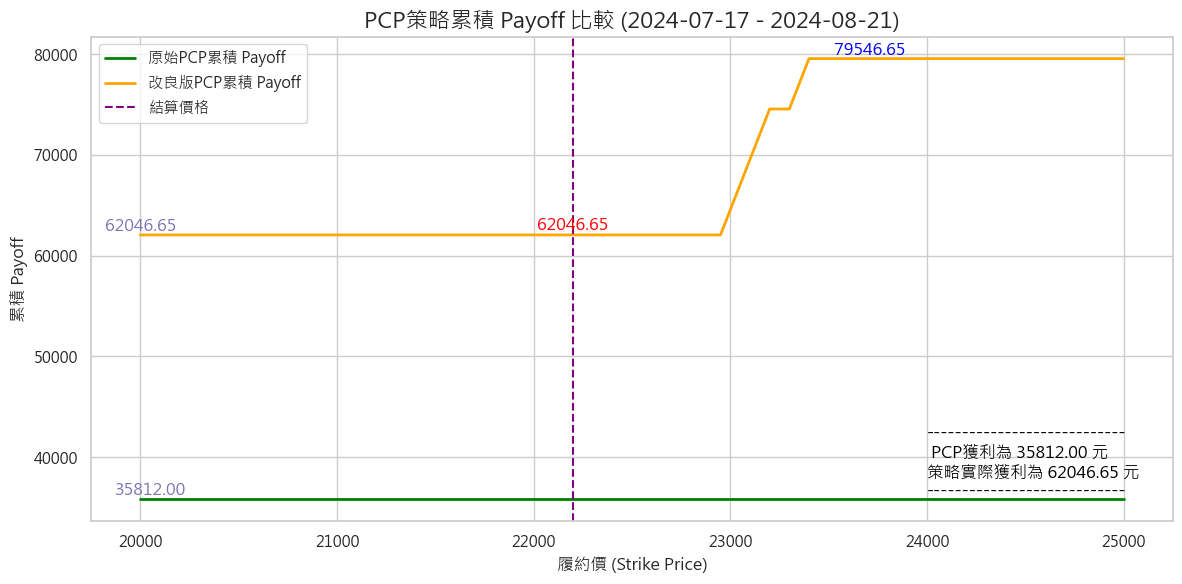 PCP策略累積 Payoff 比較 (2024-07-17 - 2024-08-21)
原始PCP累積 Payoff
改良版PCP累積 Payoff
結算價格
79546.65
62046.65
62046.65
35812.00
PCP獲利為 35812.00 元
策略實際獲利為 62046.65 元
累積 Payoff
80000
70000
60000
50000
40000
20000
21000
22000
23000
24000
25000
履約價 (Strike Price)